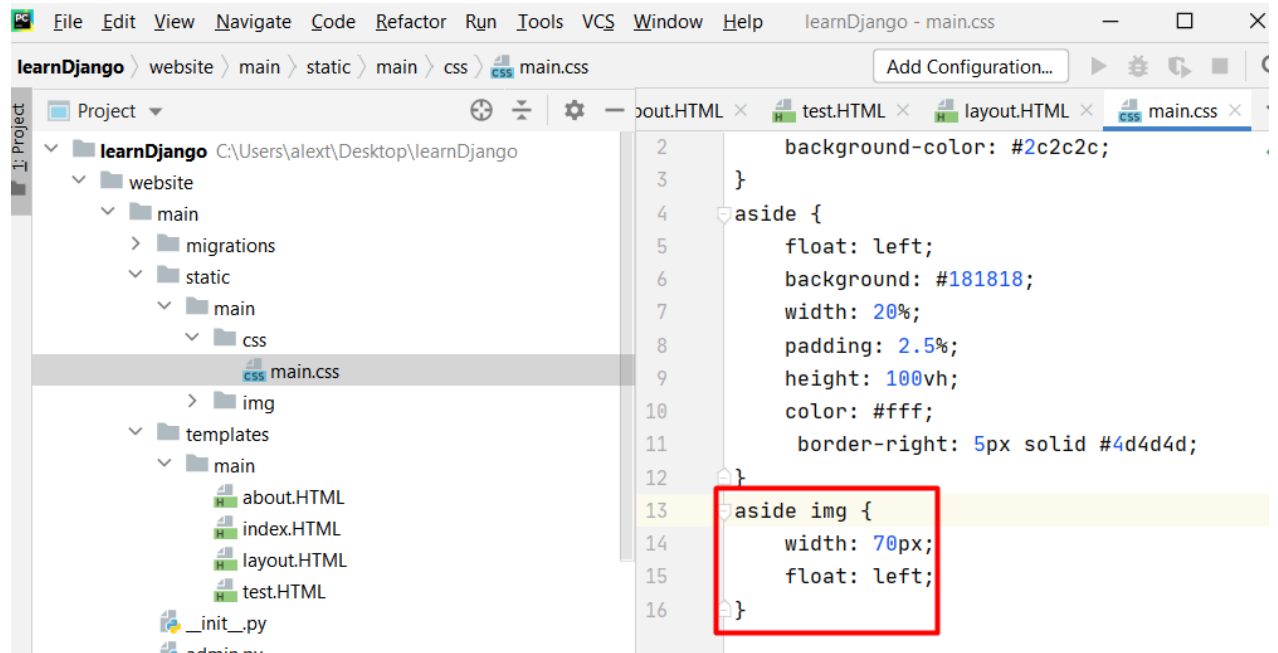 PC File Edit View Navigate Code Refactor Run Tools VCS Window Help learnDjango - main.css
learnDjango website main static main css main.css Add Configuration...
1: Project
Project
learnDjango C:\Users\alext\Desktop\learnDjango
website
main
migrations
static
main
css
main.css
img
templates
main
about.HTML
index.HTML
layout.HTML
test.HTML
__init__.py
admin.py
bout.HTML test.HTML layout.HTML main.css
2 background-color: #2c2c2c;
3 }
4 aside {
5 float: left;
6 background: #181818;
7 width: 20%;
8 padding: 2.5%;
9 height: 100vh;
10 color: #fff;
11 border-right: 5px solid #4d4d4d;
12 }
13 aside img {
14 width: 70px;
15 float: left;
16 }